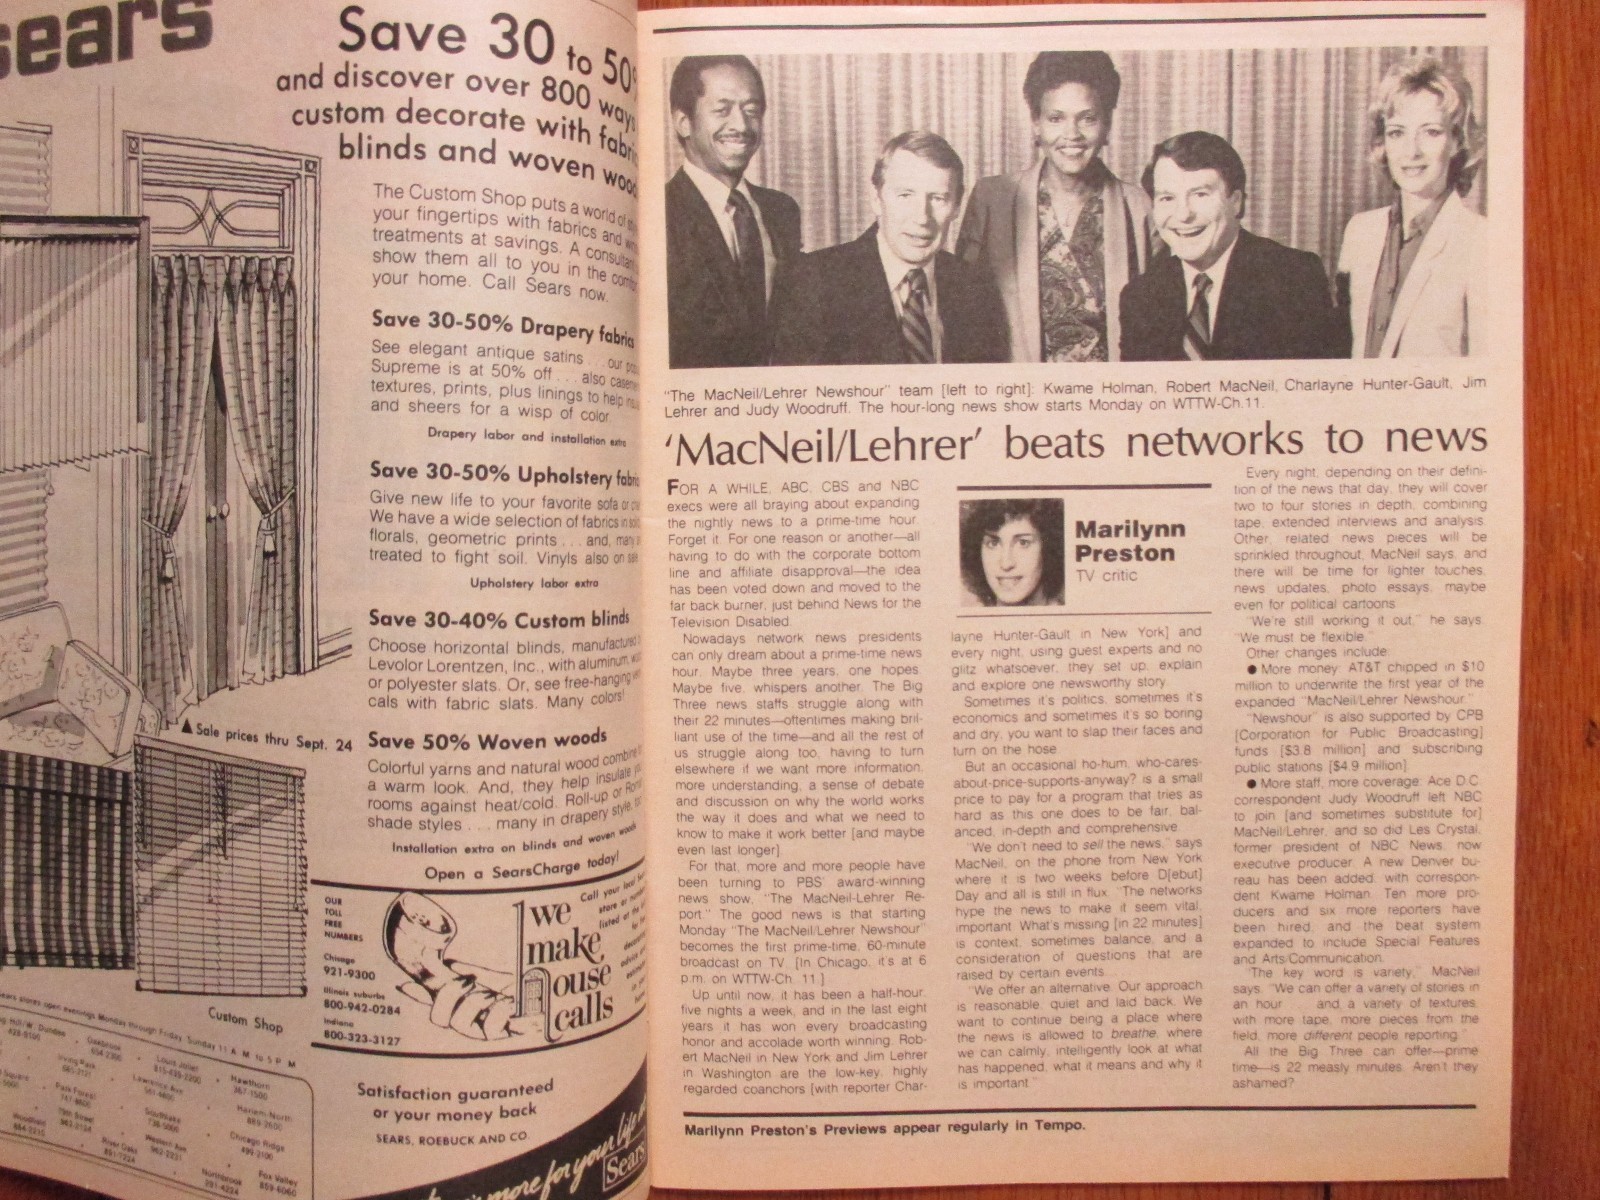 sears
Save 30 to 50%
and discover over 800 ways
custom decorate with fabric
blinds and woven wood
The Custom Shop puts a world of
your fingertips with fabrics and
treatments at savings. A consultant
show them all to you in the comfort
your home. Call Sears now.
Save 30-50% Drapery fabrics
See elegant antique satins . . . our
Supreme is at 50% off . . . also
textures, prints, plus linings to help
and sheers for a wisp of color
Drapery labor and installation extra
Save 30-50% Upholstery fabric
Give new life to your favorite sofa or
We have a wide selection of fabrics in
florals, geometric prints . . . and, many
treated to fight soil. Vinyls also on sale
Upholstery labor extra
Save 30-40% Custom blinds
Choose horizontal blinds, manufactured
Levolor Lorentzen, Inc., with aluminum,
or polyester slats. Or, see free-hanging
cals with fabric slats. Many colors!
▲ Sale prices thru Sept. 24
Save 50% Woven woods
Colorful yarns and natural wood combine
a warm look. And, they help insulate
rooms against heat/cold. Roll-up or
shade styles . . . many in drapery style,
Installation extra on blinds and woven woods
Open a SearsCharge today!
OUR
TOLL
FREE
NUMBERS
Chicago
921-9300
Illinois suburbs
800-942-0284
Indiana
800-323-3127
we
make
house
calls
Call your local
Custom Shop
Satisfaction guaranteed
or your money back
SEARS, ROEBUCK AND CO.
more for your life at
Sears
"The MacNeil/Lehrer Newshour" team [left to right]: Kwame Holman, Robert MacNeil, Charlayne Hunter-Gault, Jim
Lehrer and Judy Woodruff. The hour-long news show starts Monday on WTTW-Ch.11.
'MacNeil/Lehrer' beats networks to news
FOR A WHILE, ABC, CBS and NBC
execs were all braying about expanding
the nightly news to a prime-time hour.
Forget it. For one reason or another—all
having to do with the corporate bottom
line and affiliate disapproval—the idea
has been voted down and moved to the
far back burner, just behind News for the
Television Disabled.
Nowadays network news presidents
can only dream about a prime-time news
hour. Maybe three years, one hopes.
Maybe five, whispers another. The Big
Three news staffs struggle along with
their 22 minutes—oftentimes making bril-
liant use of the time—and all the rest of
us struggle along too, having to turn
elsewhere if we want more information,
more understanding, a sense of debate
and discussion on why the world works
the way it does and what we need to
know to make it work better [and maybe
even last longer].
For that, more and more people have
been turning to PBS' award-winning
news show, "The MacNeil-Lehrer Re-
port." The good news is that starting
Monday "The MacNeil/Lehrer Newshour"
becomes the first prime-time, 60-minute
broadcast on TV. [In Chicago, it's at 6
p.m. on WTTW-Ch. 11.]
Up until now, it has been a half-hour,
five nights a week, and in the last eight
years it has won every broadcasting
honor and accolade worth winning. Rob-
ert MacNeil in New York and Jim Lehrer
in Washington are the low-key, highly
regarded coanchors [with reporter Char-
Marilynn
Preston
TV critic
layne Hunter-Gault in New York] and
every night, using guest experts and no
glitz whatsoever, they set up, explain
and explore one newsworthy story.
Sometimes it's politics, sometimes it's
economics and sometimes it's so boring
and dry, you want to slap their faces and
turn on the hose.
But an occasional ho-hum, who-cares-
about-price-supports-anyway? is a small
price to pay for a program that tries as
hard as this one does to be fair, bal-
anced, in-depth and comprehensive.
"We don't need to sell the news," says
MacNeil, on the phone from New York
where it is two weeks before D[ebut]
Day and all is still in flux. "The networks
hype the news to make it seem vital,
important. What's missing [in 22 minutes]
is context, sometimes balance, and a
consideration of questions that are
raised by certain events.
"We offer an alternative. Our approach
is reasonable, quiet and laid back. We
want to continue being a place where
the news is allowed to breathe, where
we can calmly, intelligently look at what
has happened, what it means and why it
is important."
Every night, depending on their defini-
tion of the news that day, they will cover
two to four stories in depth, combining
tape, extended interviews and analysis.
Other, related news pieces will be
sprinkled throughout, MacNeil says, and
there will be time for lighter touches,
news updates, photo essays, maybe
even for political cartoons.
"We're still working it out," he says.
"We must be flexible."
Other changes include:
● More money: AT&T chipped in $10
million to underwrite the first year of the
expanded "MacNeil/Lehrer Newshour."
"Newshour" is also supported by CPB
[Corporation for Public Broadcasting]
funds [$3.8 million] and subscribing
public stations [$4.9 million].
● More staff, more coverage: Ace D.C.
correspondent Judy Woodruff left NBC
to join [and sometimes substitute for]
MacNeil/Lehrer, and so did Les Crystal,
former president of NBC News, now
executive producer. A new Denver bu-
reau has been added, with correspon-
dent Kwame Holman. Ten more pro-
ducers and six more reporters have
been hired, and the beat system
expanded to include Special Features
and Arts/Communication.
"The key word is variety," MacNeil
says. "We can offer a variety of stories in
an hour . . . and a variety of textures,
with more tape, more pieces from the
field, more different people reporting."
All the Big Three can offer—prime
time—is 22 measly minutes. Aren't they
ashamed?
Marilynn Preston's Previews appear regularly in Tempo.